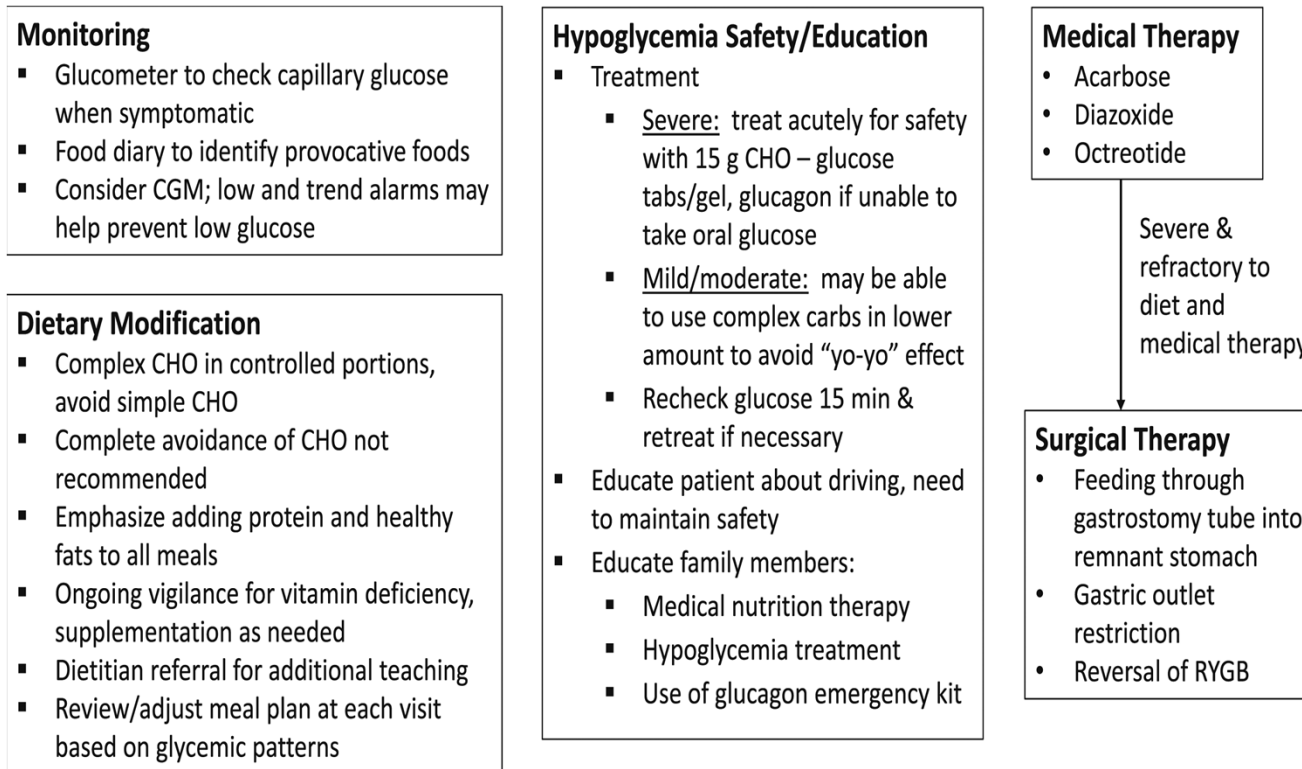 Monitoring
▪ Glucometer to check capillary glucose
when symptomatic
▪ Food diary to identify provocative foods
▪ Consider CGM; low and trend alarms may
help prevent low glucose
Dietary Modification
▪ Complex CHO in controlled portions,
avoid simple CHO
▪ Complete avoidance of CHO not
recommended
▪ Emphasize adding protein and healthy
fats to all meals
▪ Ongoing vigilance for vitamin deficiency,
supplementation as needed
▪ Dietitian referral for additional teaching
▪ Review/adjust meal plan at each visit
based on glycemic patterns
Hypoglycemia Safety/Education
▪ Treatment
▪ Severe: treat acutely for safety
with 15 g CHO – glucose
tabs/gel, glucagon if unable to
take oral glucose
▪ Mild/moderate: may be able
to use complex carbs in lower
amount to avoid “yo-yo” effect
▪ Recheck glucose 15 min &
retreat if necessary
▪ Educate patient about driving, need
to maintain safety
▪ Educate family members:
▪ Medical nutrition therapy
▪ Hypoglycemia treatment
▪ Use of glucagon emergency kit
Medical Therapy
• Acarbose
• Diazoxide
• Octreotide
Severe &
refractory to
diet and
medical therapy
Surgical Therapy
• Feeding through
gastrostomy tube into
remnant stomach
• Gastric outlet
restriction
• Reversal of RYGB